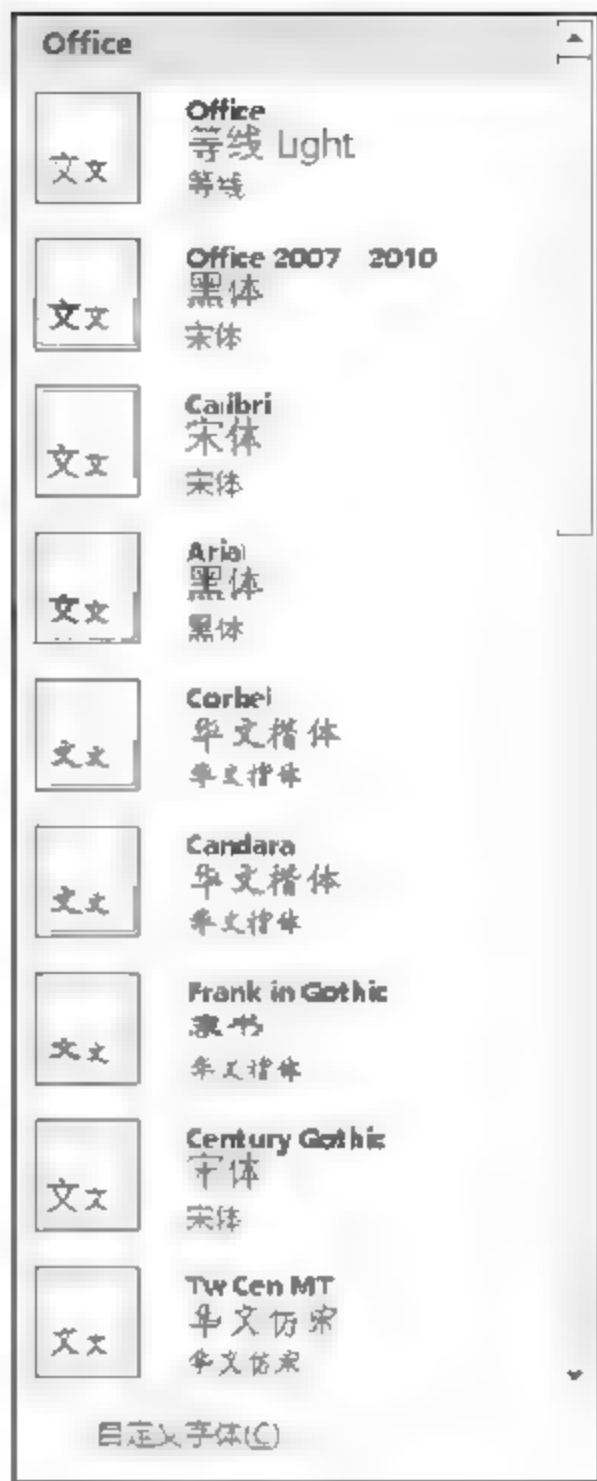 Office
Office
等线 Light
文文
等线
Office 2007 2010
黑体
文文
宋体
Calibri
宋体
文文
宋体
Arial
黑体
文文
黑体
Corbel
华文楷体
文文
华文楷体
Candara
华文楷体
文文
华文楷体
Franklin Gothic
隶书
文文
华文楷体
Century Gothic
宋体
文文
宋体
Tw Cen MT
华文仿宋
文文
华文仿宋
自定义字体(C)